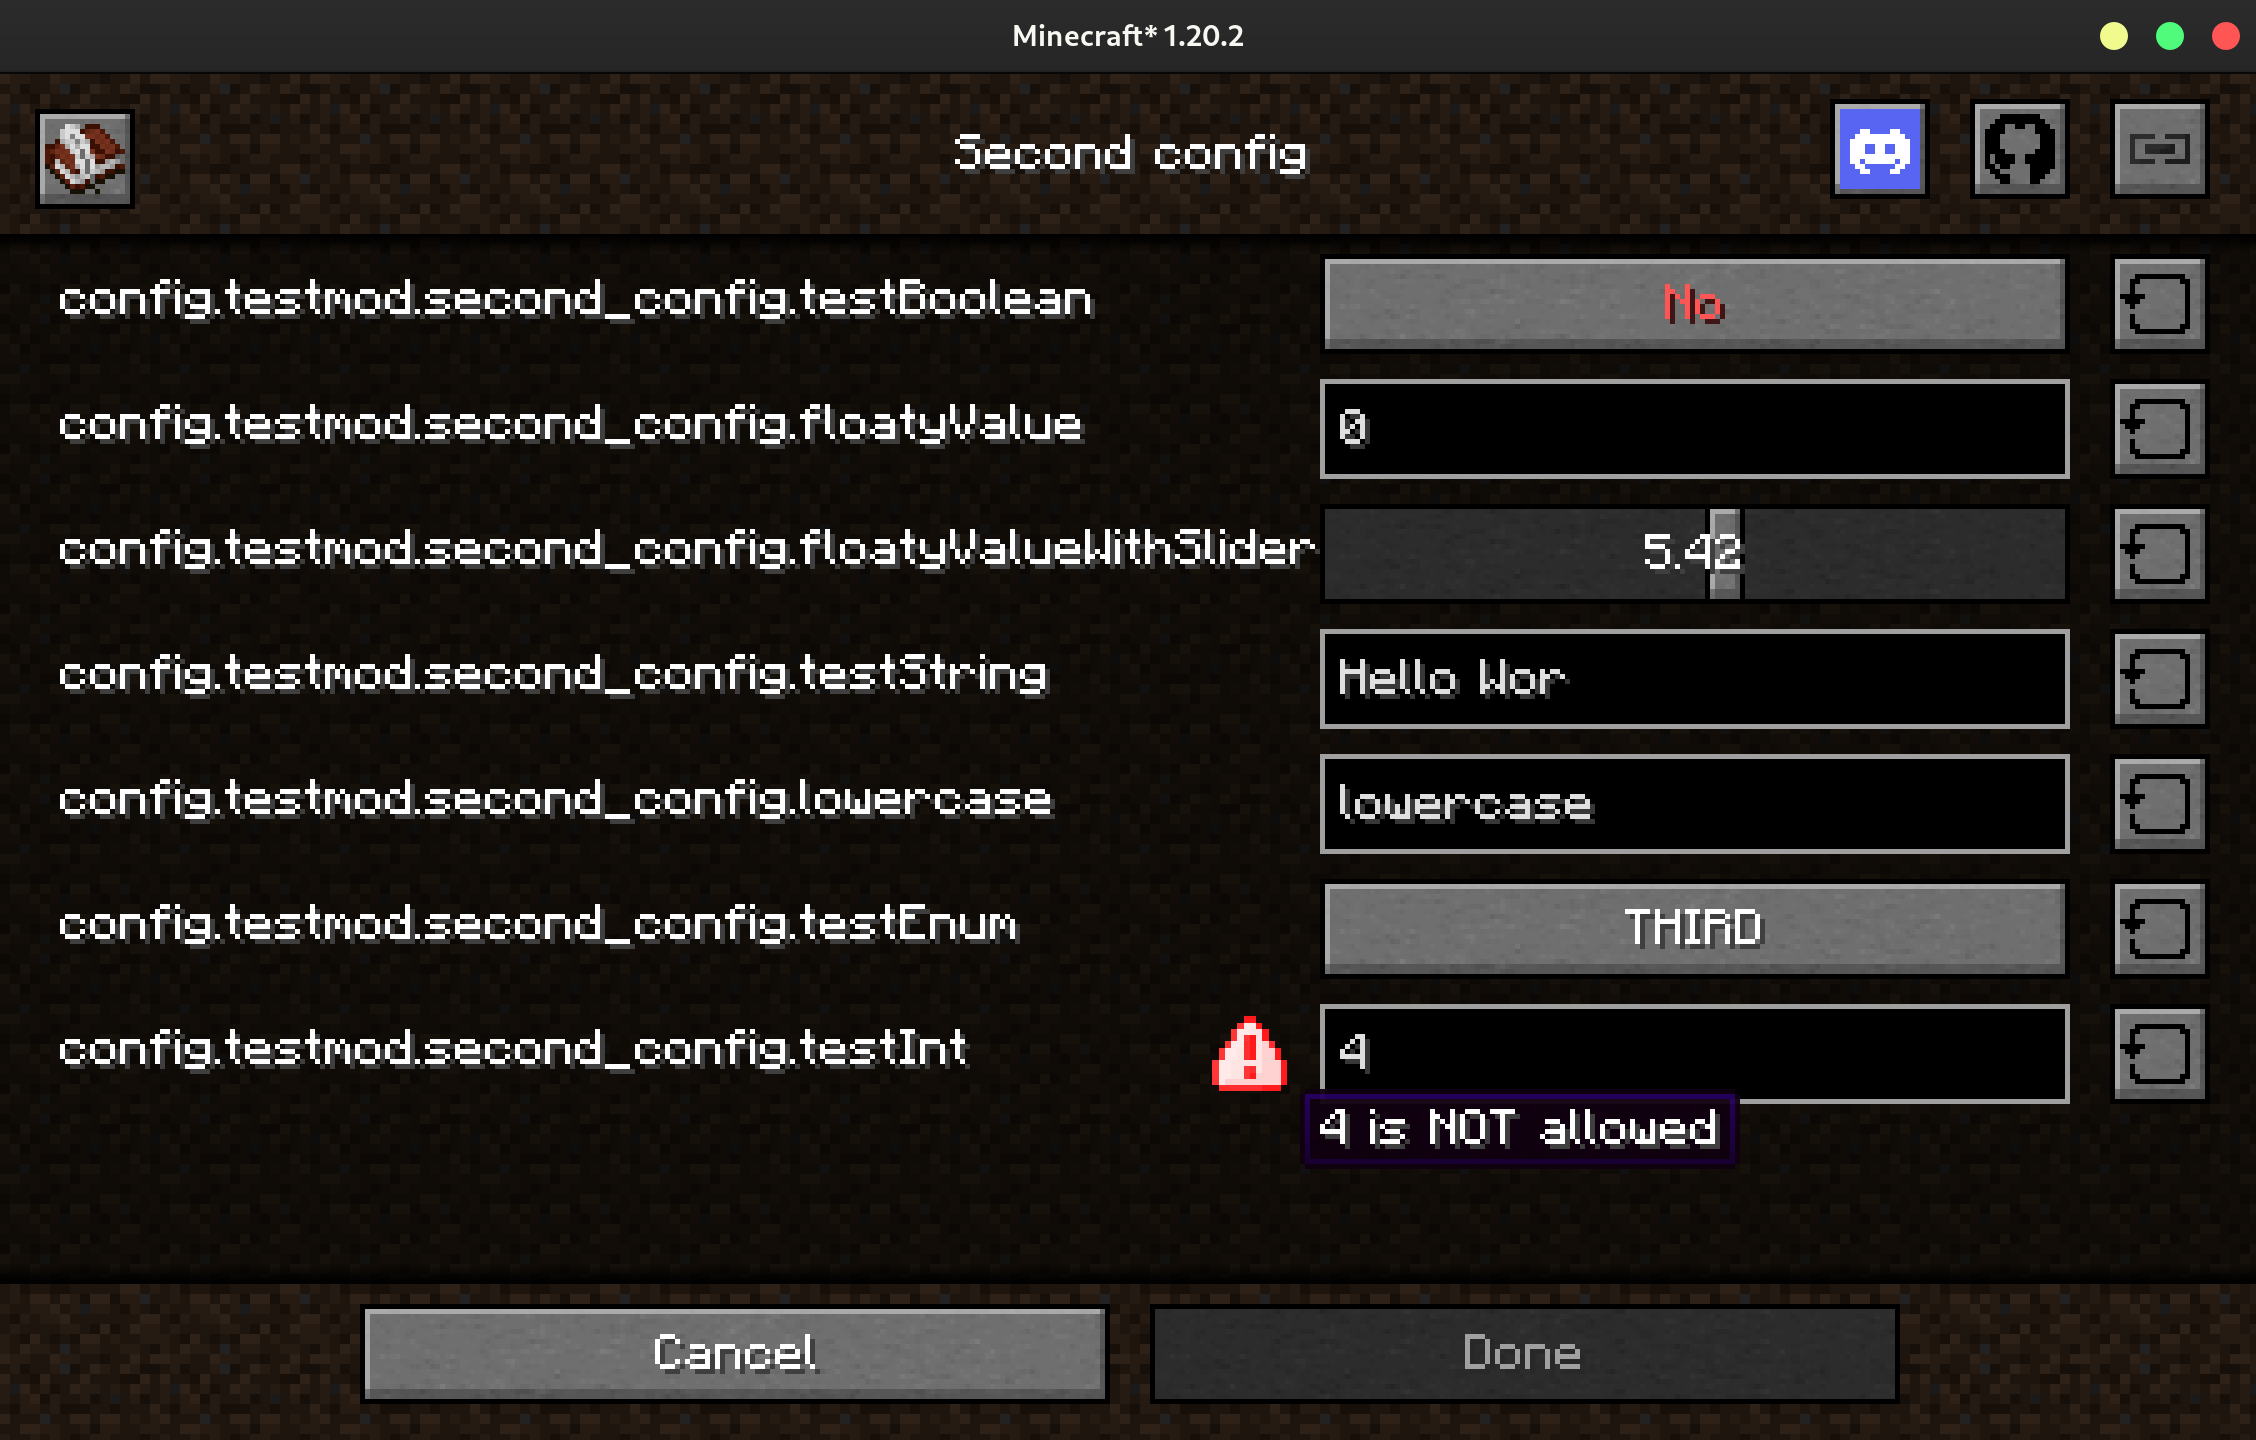 Minecraft* 1.20.2
Second config
config.testmod.second_config.testBoolean
No
config.testmod.second_config.floatyValue
0
config.testmod.second_config.floatyValueWithSlider
5.42
config.testmod.second_config.testString
Hello Wor
config.testmod.second_config.lowercase
lowercase
config.testmod.second_config.testEnum
THIRD
config.testmod.second_config.testInt
4
4 is NOT allowed
Cancel
Done